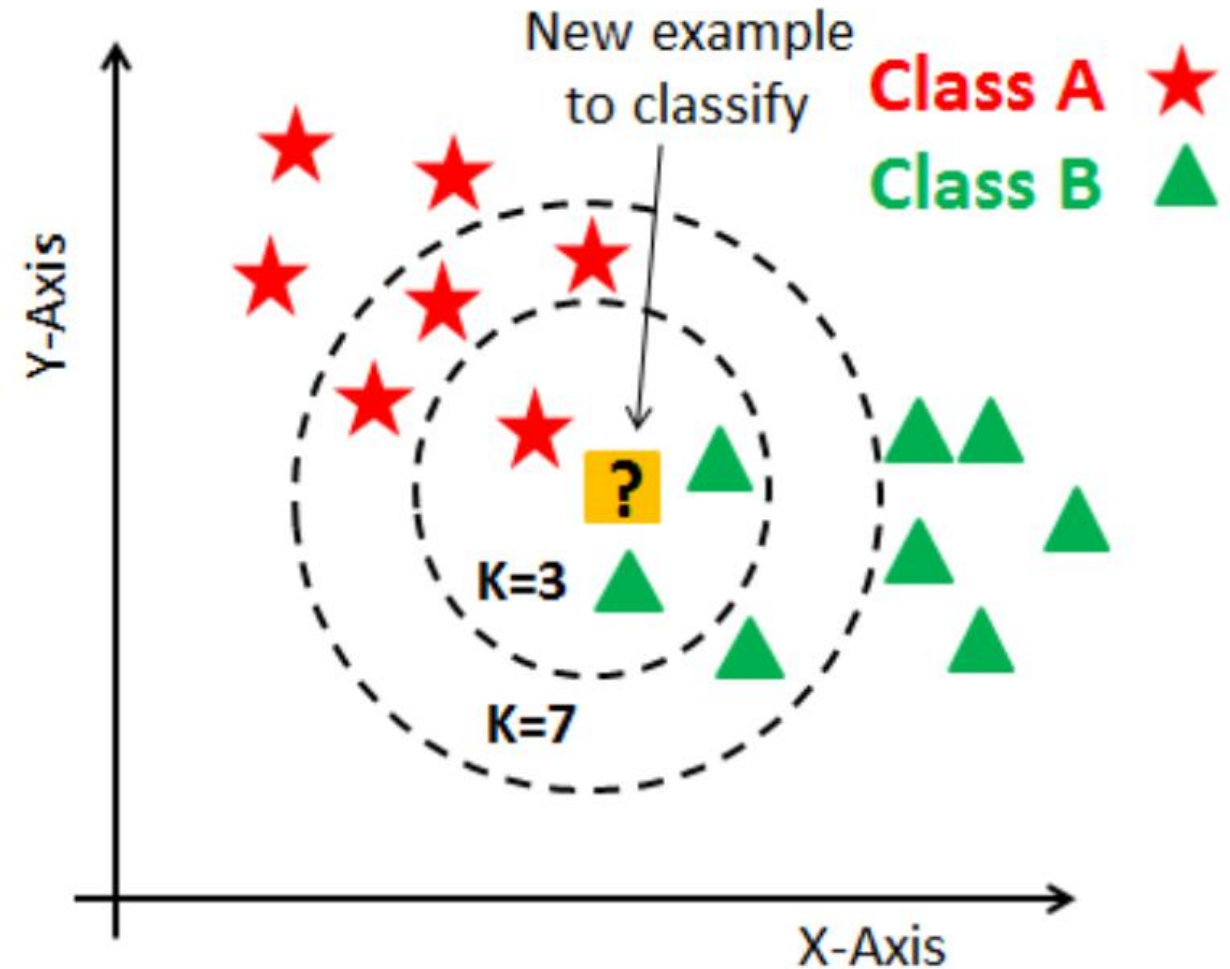 New example
to classify
Class A
Class B
Y-Axis
?
K=3
K=7
X-Axis